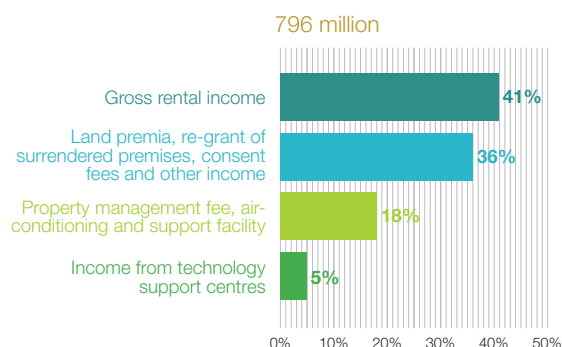 796 million
Gross rental income
41%
Land premia, re-grant of
surrendered premises, consent
fees and other income
36%
Property management fee, air-
conditioning and support facility
18%
Income from technology
support centres
5%
0% 10% 20% 30% 40% 50%